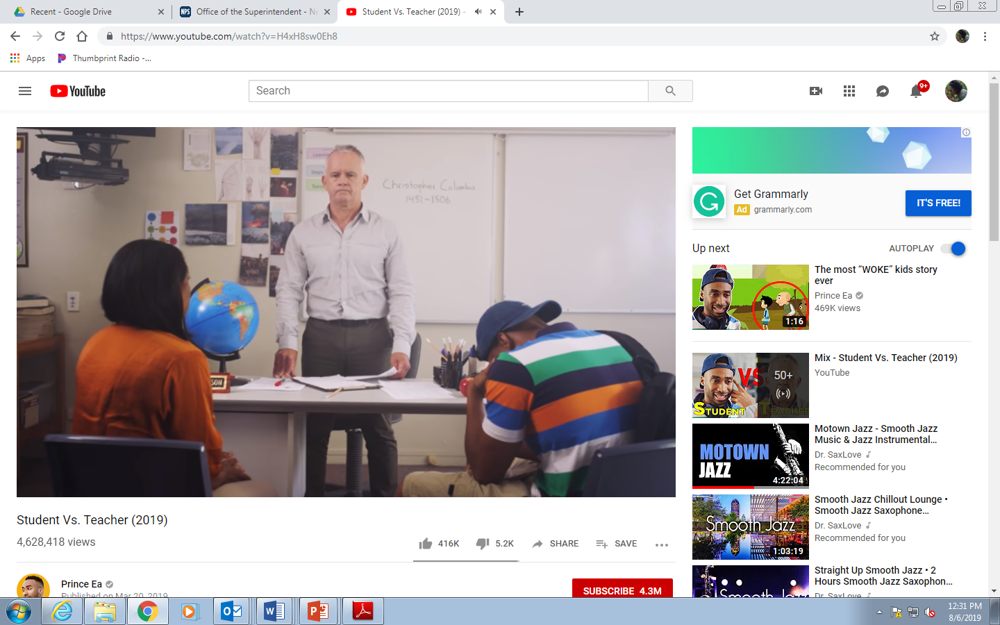 Recent - Google Drive
Office of the Superintendent - Ne
Student Vs. Teacher (2019) -
https://www.youtube.com/watch?v=H4xH8sw0Eh8
Apps
Thumbprint Radio -...
YouTube
Search
9+
Learning
Steps
Christopher Columbus
1451-1506
SON
Get Grammarly
Ad grammarly.com
IT'S FREE!
Up next
AUTOPLAY
The most “WOKE” kids story
ever
Prince Ea
469K views
1:16
Mix - Student Vs. Teacher (2019)
YouTube
VS
50+
STUDENT TEACHER
Motown Jazz - Smooth Jazz
Music & Jazz Instrumental...
Dr. SaxLove
Recommended for you
MOTOWN
JAZZ
4:22:04
Smooth Jazz Chillout Lounge •
Smooth Jazz Saxophone...
Dr. SaxLove
Recommended for you
Smooth Jazz
1:03:19
Straight Up Smooth Jazz • 2
Hours Smooth Jazz Saxophon...
Dr. SaxLove
Smooth Jazz
Student Vs. Teacher (2019)
4,628,418 views
416K
5.2K
SHARE
SAVE
Prince Ea
Published on Mar 20, 2019
SUBSCRIBE 4.3M
12:31 PM
8/6/2019